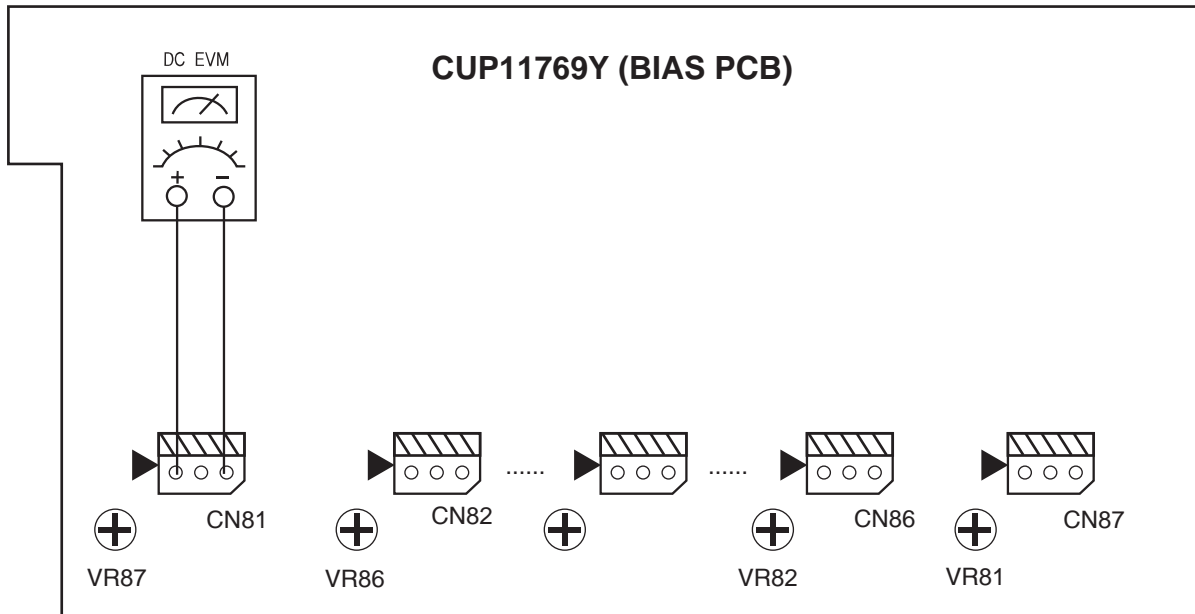 DC EVM
CUP11769Y (BIAS PCB)
+ −
CN81
CN82
......
......
CN86
CN87
VR87
VR86
VR82
VR81